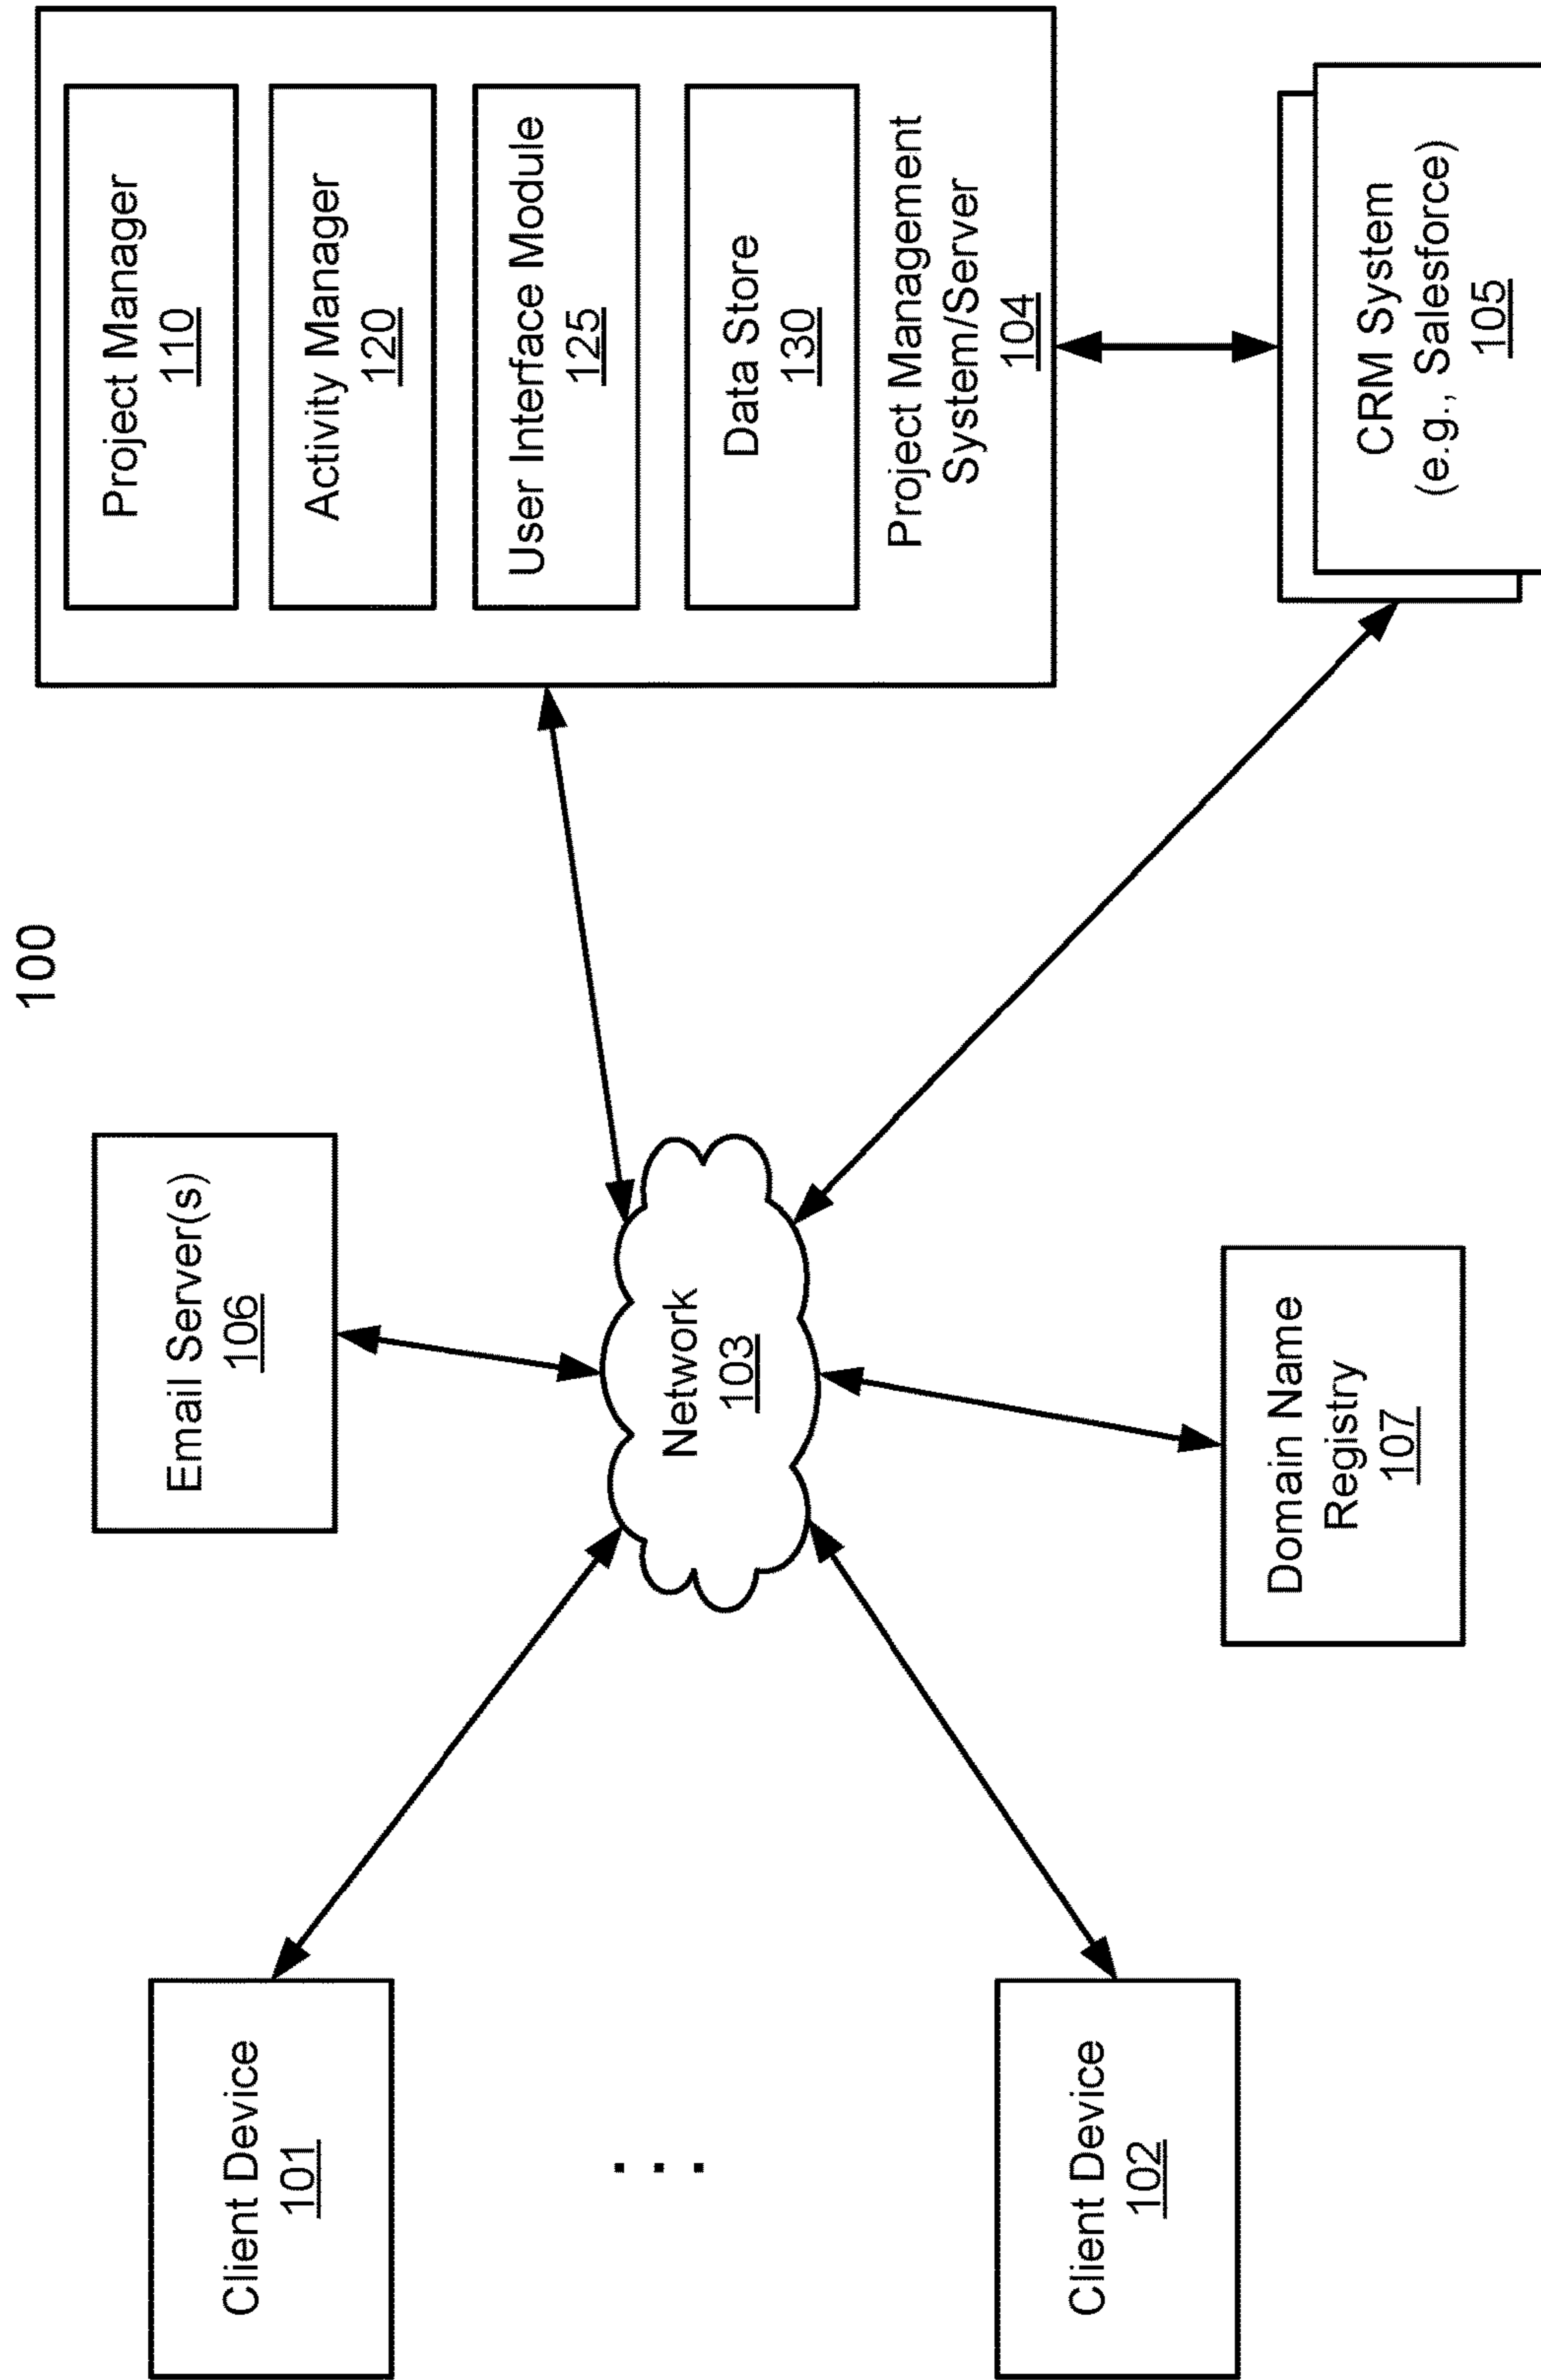 100
Client Device
101
. . .
Client Device
102
Email Server(s)
106
Network
103
Domain Name
Registry
107
Project Manager
110
Activity Manager
120
User Interface Module
125
Data Store
130
Project Management
System/Server
104
CRM System
(e.g., Salesforce)
105